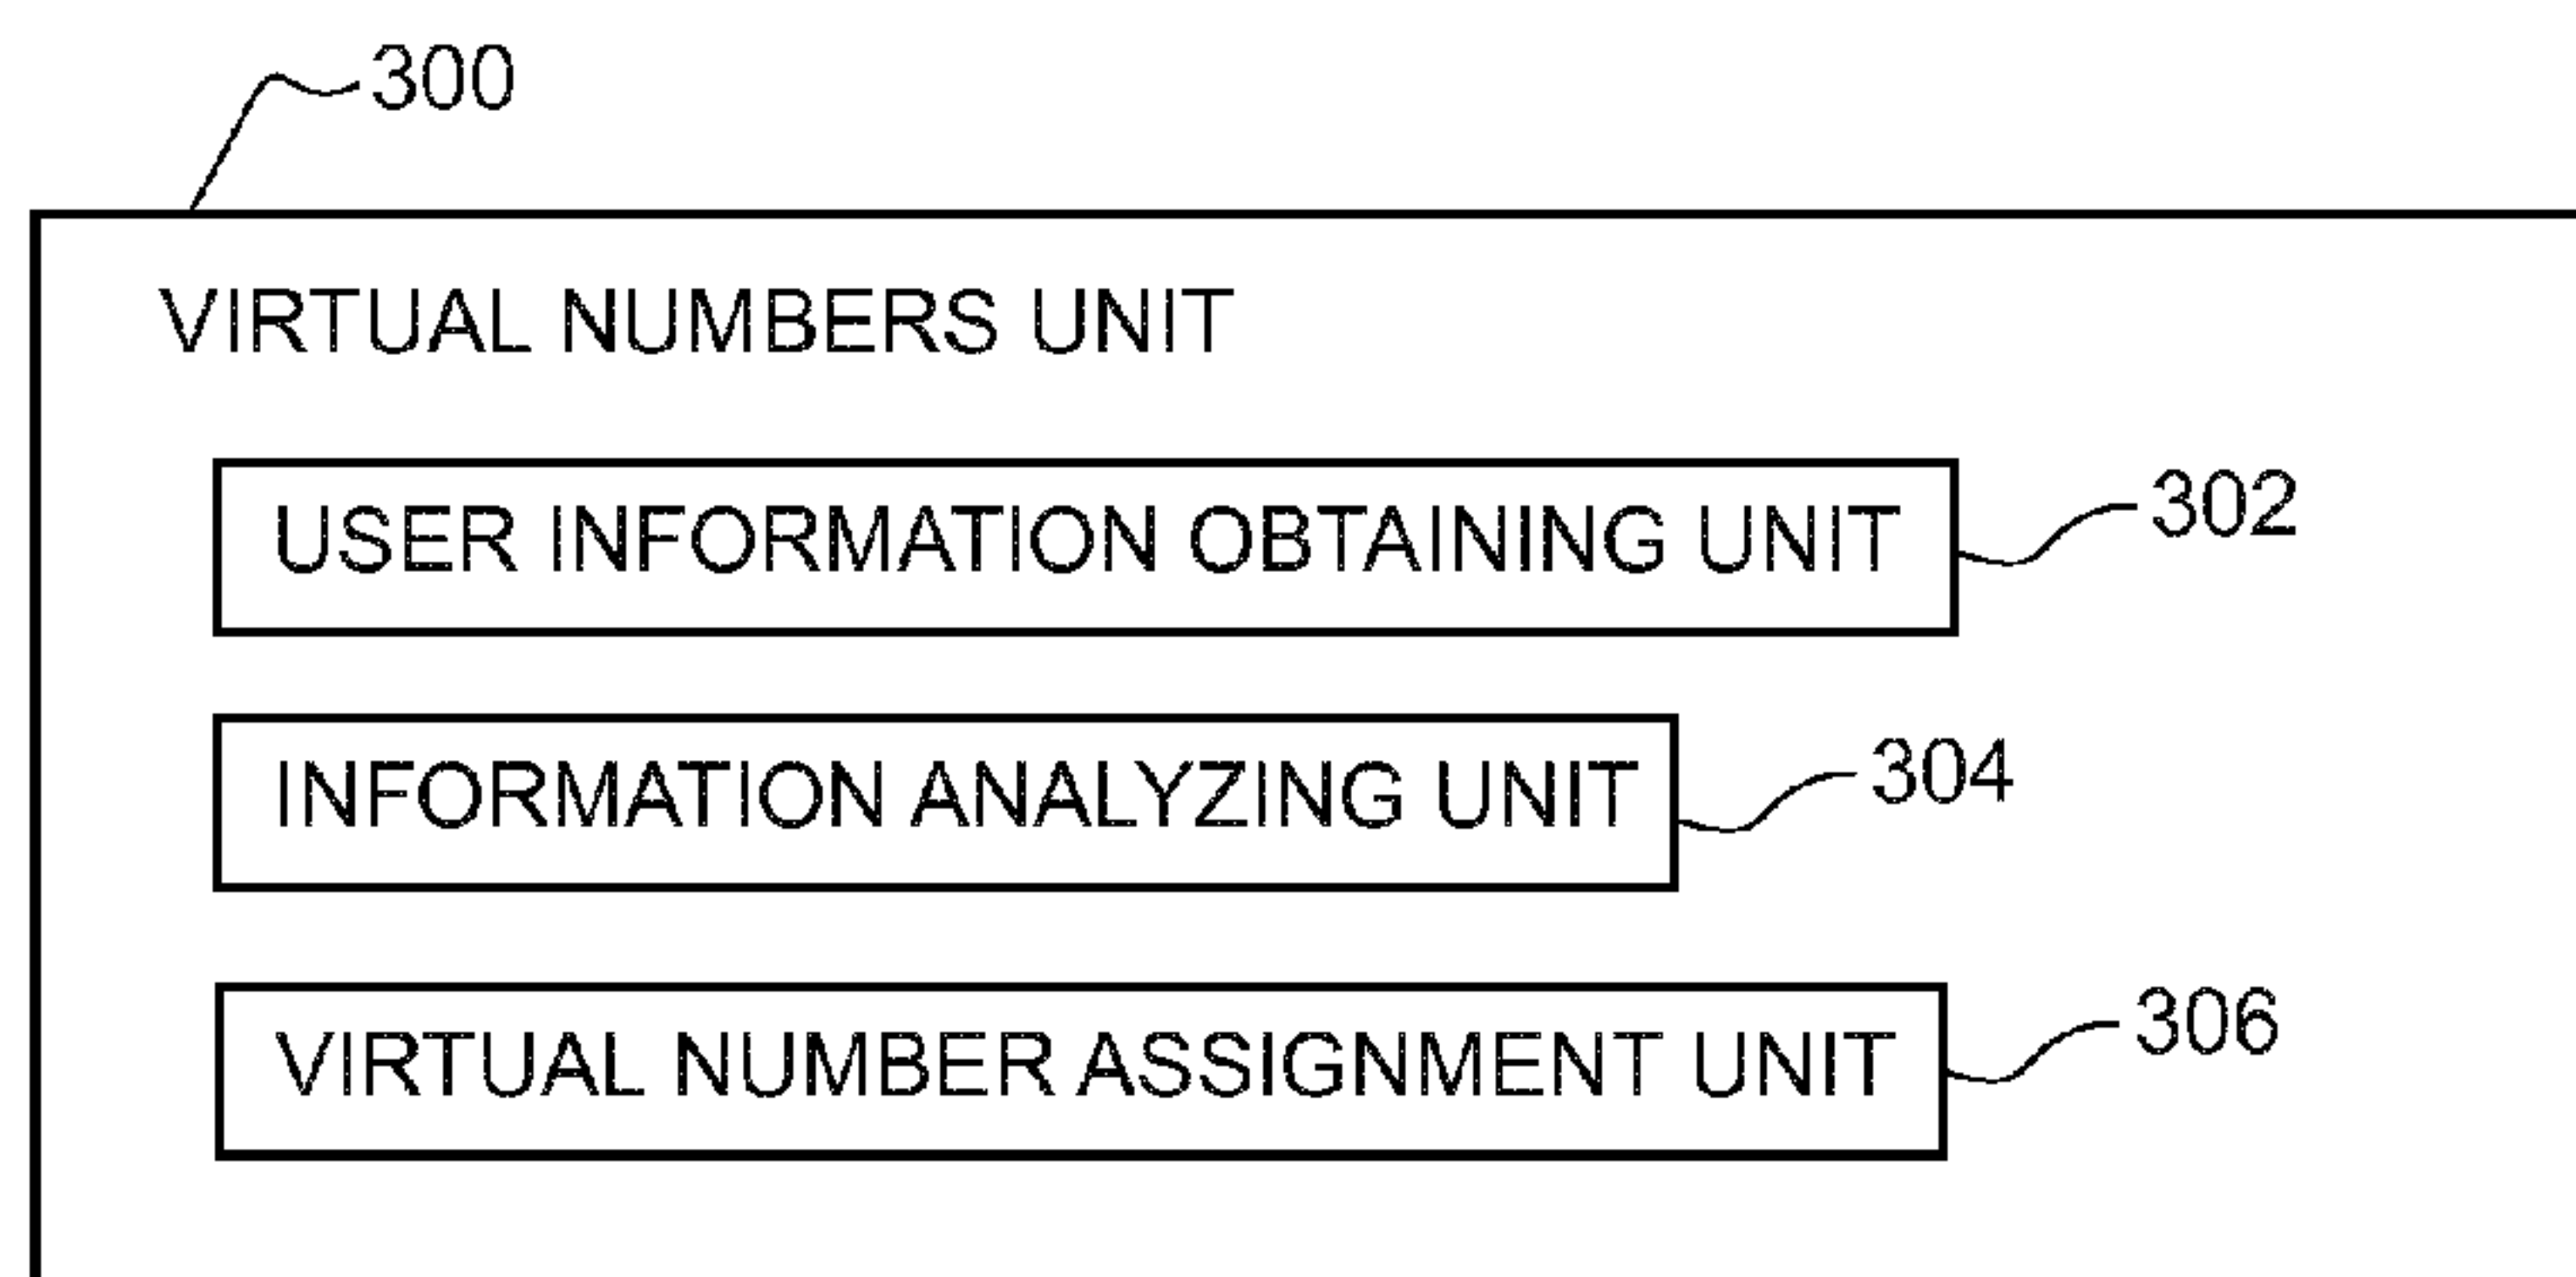 300
VIRTUAL NUMBERS UNIT
USER INFORMATION OBTAINING UNIT
302
INFORMATION ANALYZING UNIT
304
VIRTUAL NUMBER ASSIGNMENT UNIT
306